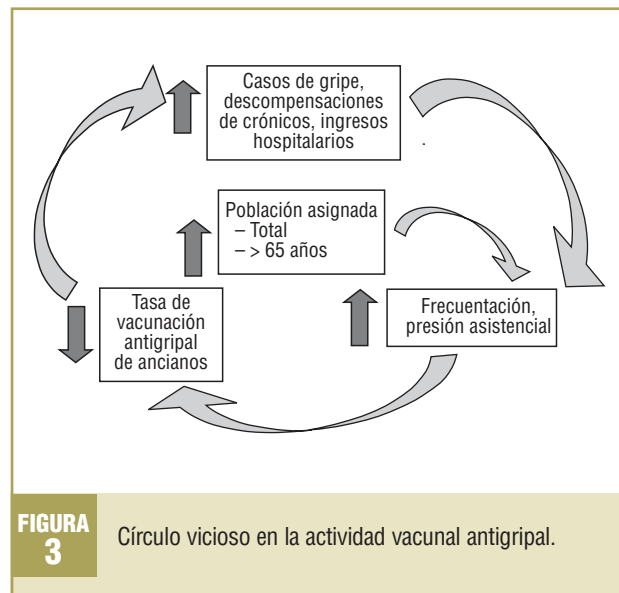 Casos de gripe,
descompensaciones
de crónicos, ingresos
hospitalarios
.
Población asignada
– Total
– > 65 años
Tasa de
vacunación
antigripal
de ancianos
Frecuentación,
presión asistencial
FIGURA
3
Círculo vicioso en la actividad vacunal antigripal.